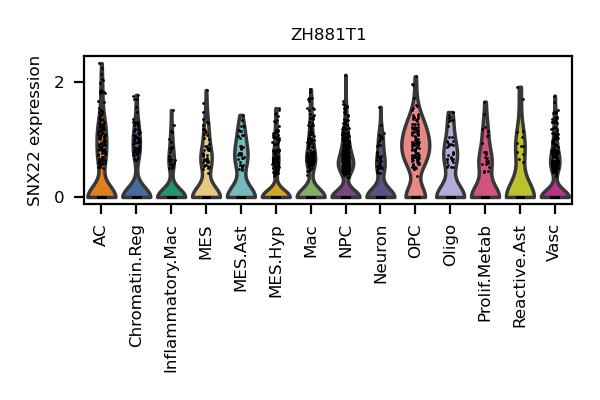 ZH881T1
SNX22 expression
2
0
AC
Chromatin.Reg
Inflammatory.Mac
MES
MES.Ast
MES.Hyp
Mac
NPC
Neuron
OPC
Oligo
Prolif.Metab
Reactive.Ast
Vasc